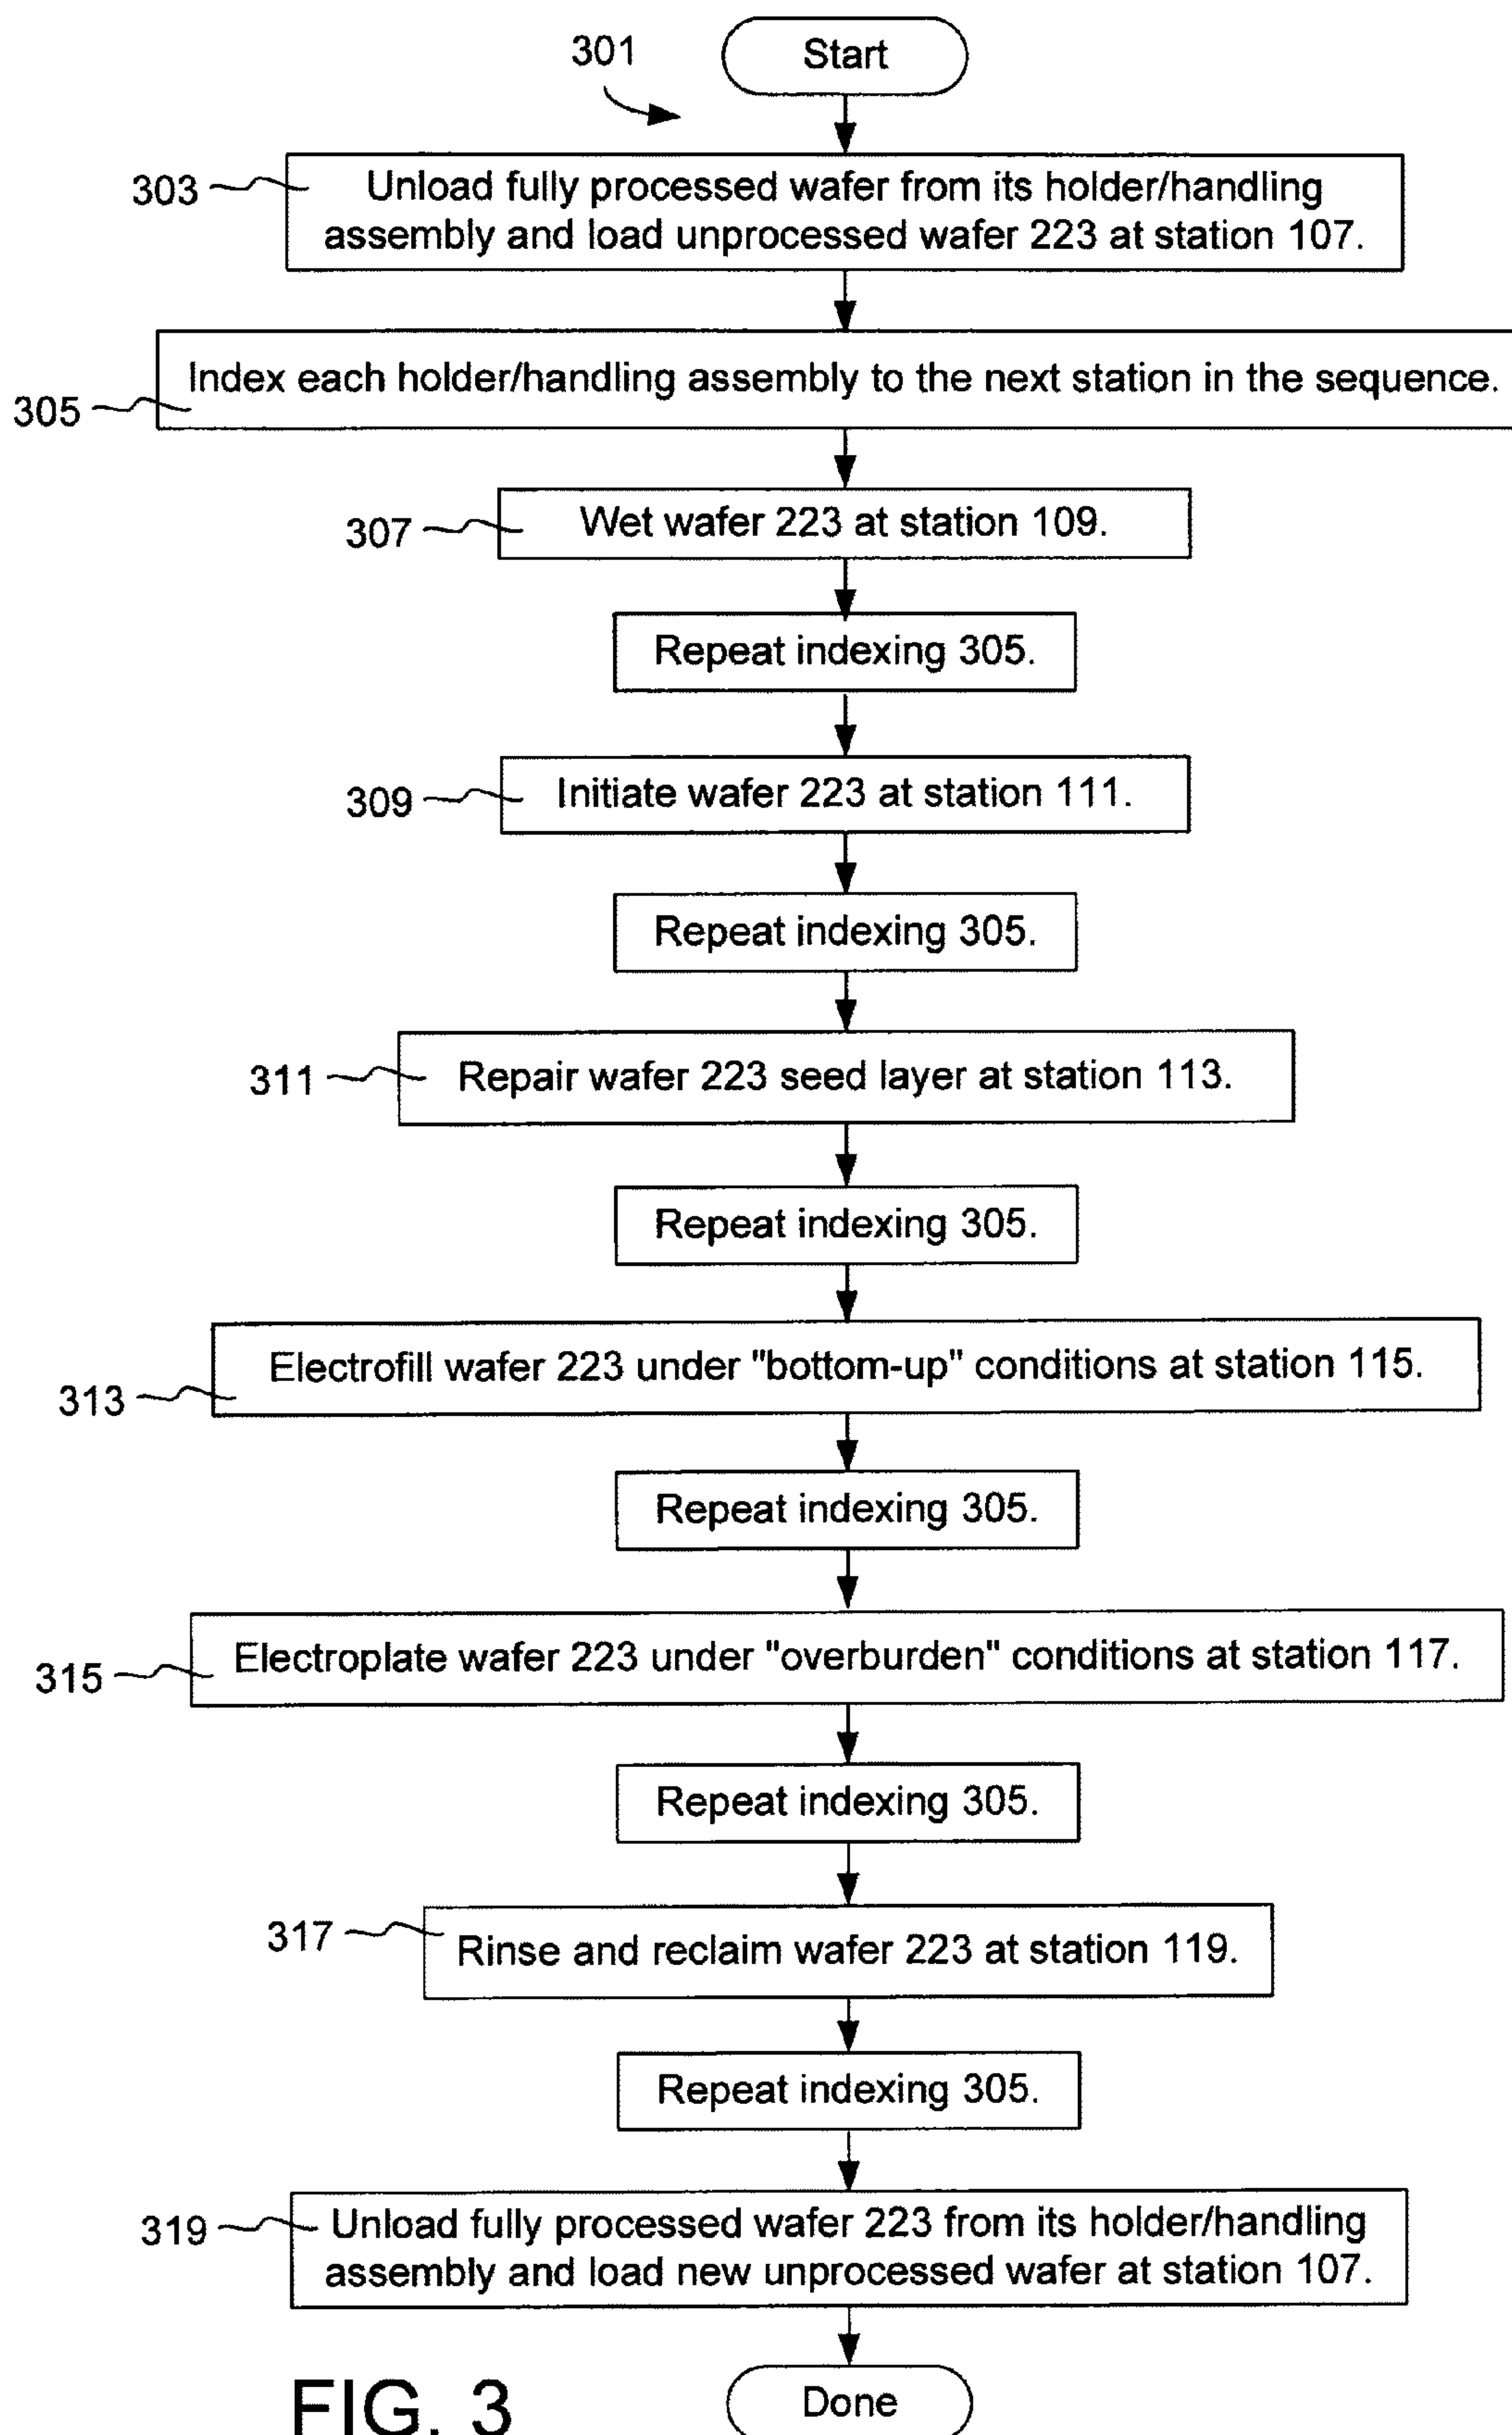 301
Start
303
Unload fully processed wafer from its holder/handling
assembly and load unprocessed wafer 223 at station 107.
Index each holder/handling assembly to the next station in the sequence.
305
Wet wafer 223 at station 109.
307
Repeat indexing 305.
Initiate wafer 223 at station 111.
309
Repeat indexing 305.
311
Repair wafer 223 seed layer at station 113.
Repeat indexing 305.
Electrofill wafer 223 under "bottom-up" conditions at station 115.
313
Repeat indexing 305.
Electroplate wafer 223 under "overburden" conditions at station 117.
315
Repeat indexing 305.
317
Rinse and reclaim wafer 223 at station 119.
Repeat indexing 305.
319
Unload fully processed wafer 223 from its holder/handling
assembly and load new unprocessed wafer at station 107.
Done
FIG. 3